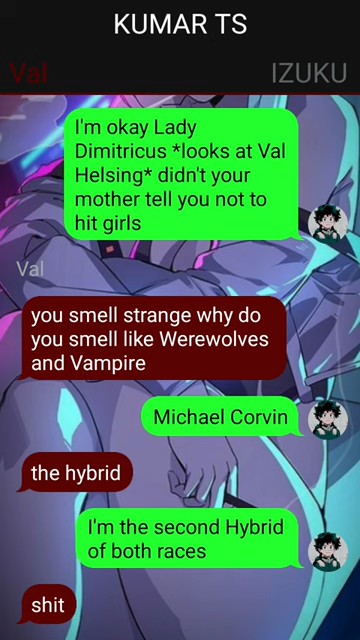 KUMAR TS
Val
IZUKU
I'm okay Lady
Dimitricus *looks at Val
Helsing* didn't your
mother tell you not to
hit girls
Val
you smell strange why do
you smell like Werewolves
and Vampire
Michael Corvin
the hybrid
I'm the second Hybrid
of both races
shit